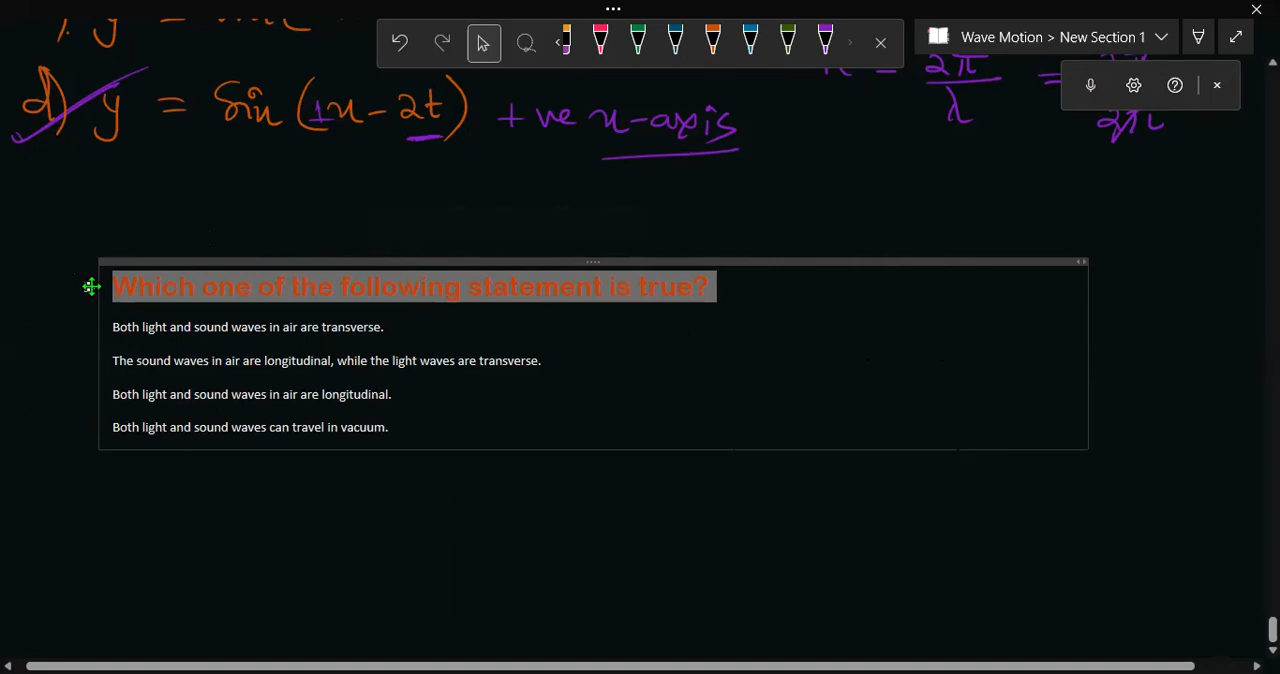 Wave Motion > New Section 1
d) y = sin (1x - 2t) +ve x-axis
2π
λ
=
Which one of the following statement is true?
Both light and sound waves in air are transverse.
The sound waves in air are longitudinal, while the light waves are transverse.
Both light and sound waves in air are longitudinal.
Both light and sound waves can travel in vacuum.